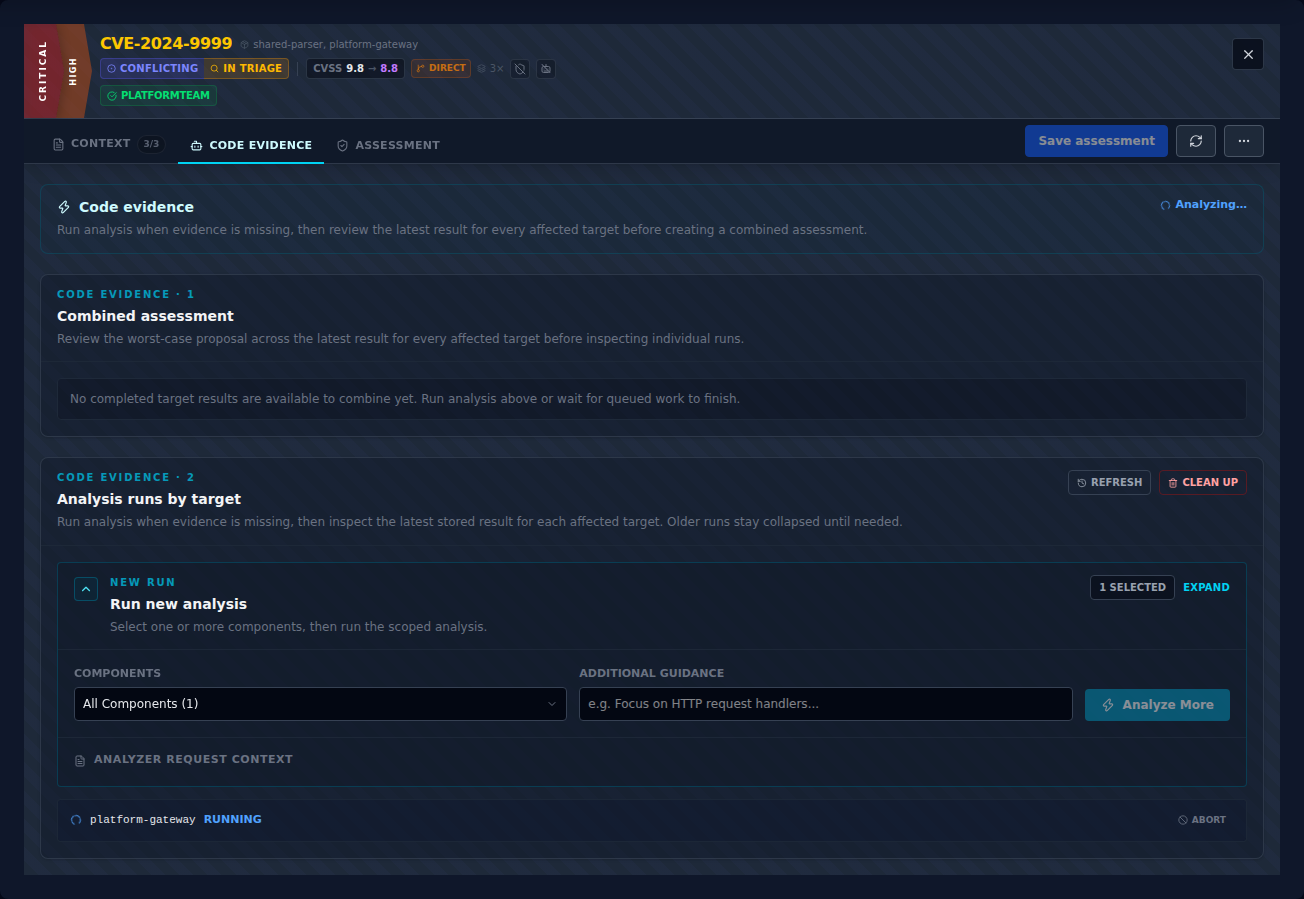 CRITICAL
HIGH
CVE-2024-9999 shared-parser, platform-gateway
CONFLICTING IN TRIAGE CVSS 9.8 → 8.8 DIRECT 3×
PLATFORMTEAM
CONTEXT 3/3 CODE EVIDENCE ASSESSMENT Save assessment
Code evidence Analyzing…
Run analysis when evidence is missing, then review the latest result for every affected target before creating a combined assessment.
CODE EVIDENCE · 1
Combined assessment
Review the worst-case proposal across the latest result for every affected target before inspecting individual runs.
No completed target results are available to combine yet. Run analysis above or wait for queued work to finish.
CODE EVIDENCE · 2 REFRESH CLEAN UP
Analysis runs by target
Run analysis when evidence is missing, then inspect the latest stored result for each affected target. Older runs stay collapsed until needed.
NEW RUN 1 SELECTED EXPAND
Run new analysis
Select one or more components, then run the scoped analysis.
COMPONENTS ADDITIONAL GUIDANCE
All Components (1) e.g. Focus on HTTP request handlers... Analyze More
ANALYZER REQUEST CONTEXT
platform-gateway RUNNING ABORT